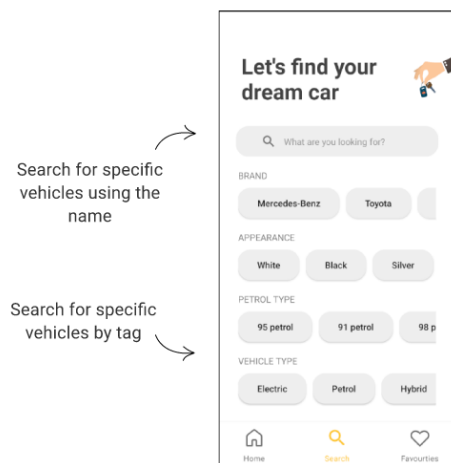 Let's find your
dream car
What are you looking for?
Search for specific
vehicles using the
name
BRAND
Mercedes-Benz Toyota
APPEARANCE
White Black Silver
Search for specific
vehicles by tag
PETROL TYPE
95 petrol 91 petrol 98 p
VEHICLE TYPE
Electric Petrol Hybrid
Home Search Favourties